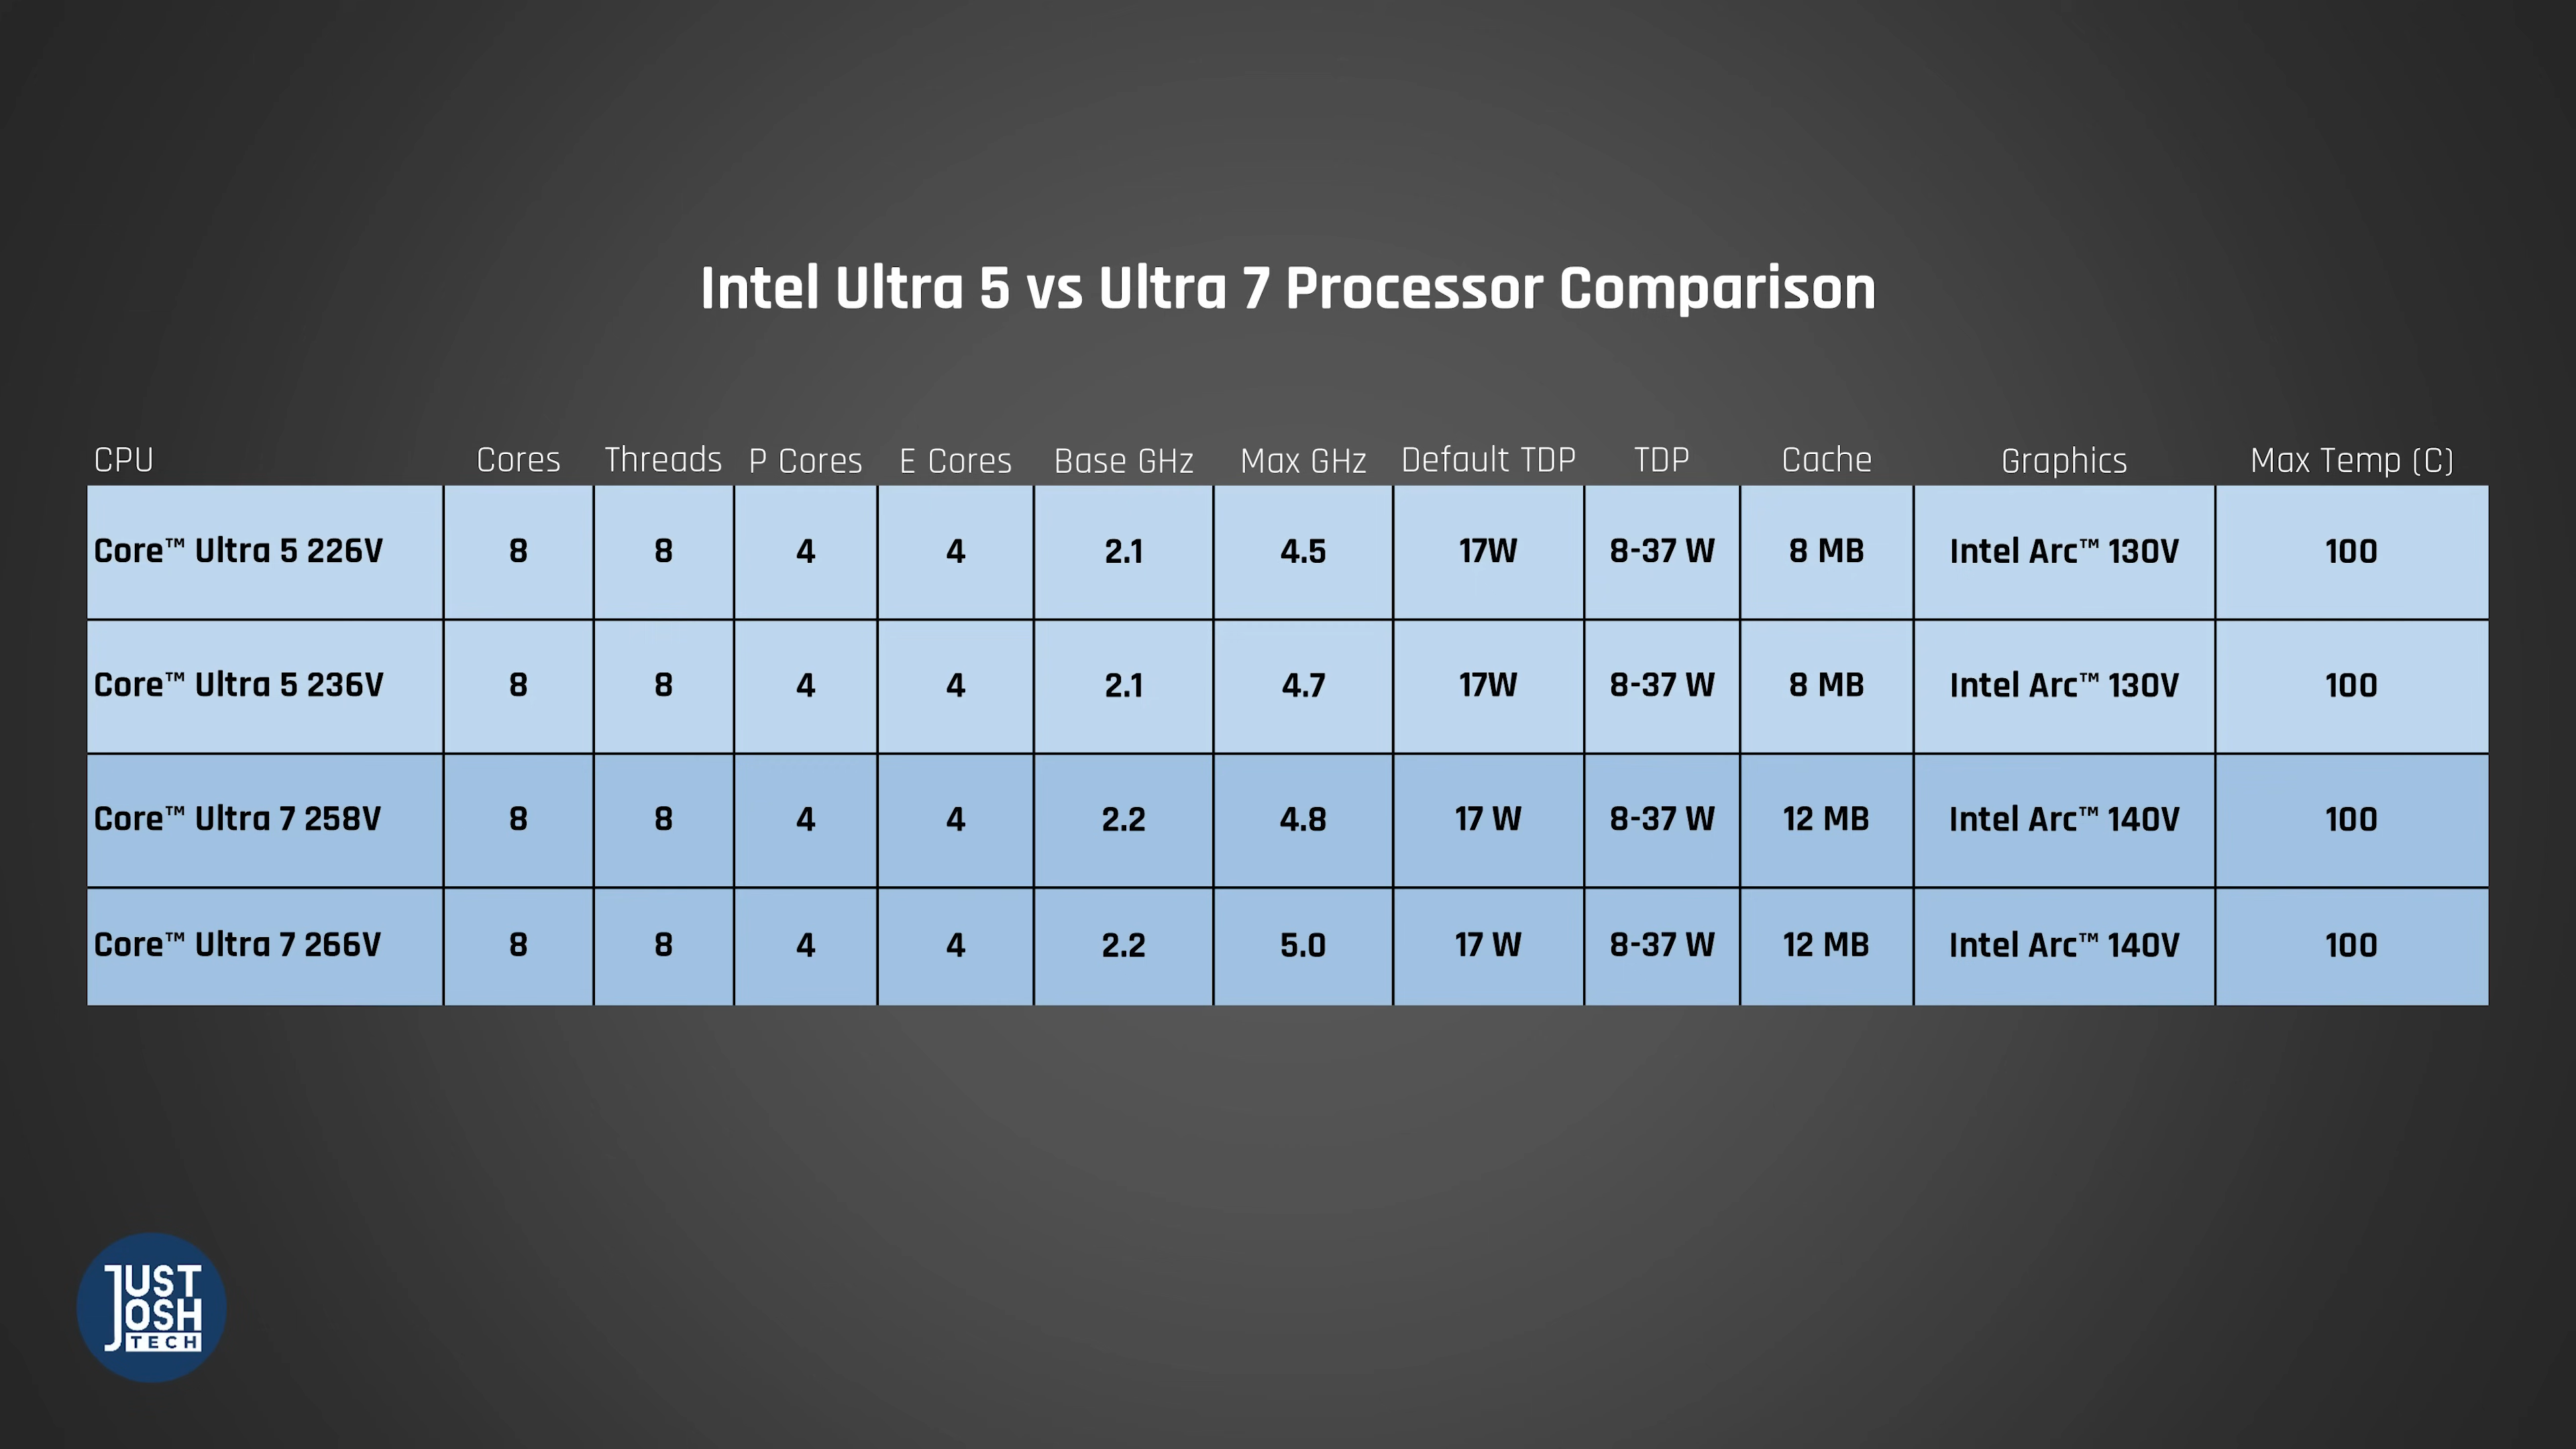 Intel Ultra 5 vs Ultra 7 Processor Comparison
CPU Cores Threads P Cores E Cores Base GHz Max GHz Default TDP TDP Cache Graphics Max Temp (C)
Core™ Ultra 5 226V 8 8 4 4 2.1 4.5 17W 8-37 W 8 MB Intel Arc™ 130V 100
Core™ Ultra 5 236V 8 8 4 4 2.1 4.7 17W 8-37 W 8 MB Intel Arc™ 130V 100
Core™ Ultra 7 258V 8 8 4 4 2.2 4.8 17 W 8-37 W 12 MB Intel Arc™ 140V 100
Core™ Ultra 7 266V 8 8 4 4 2.2 5.0 17 W 8-37 W 12 MB Intel Arc™ 140V 100
JUST
JOSH
TECH